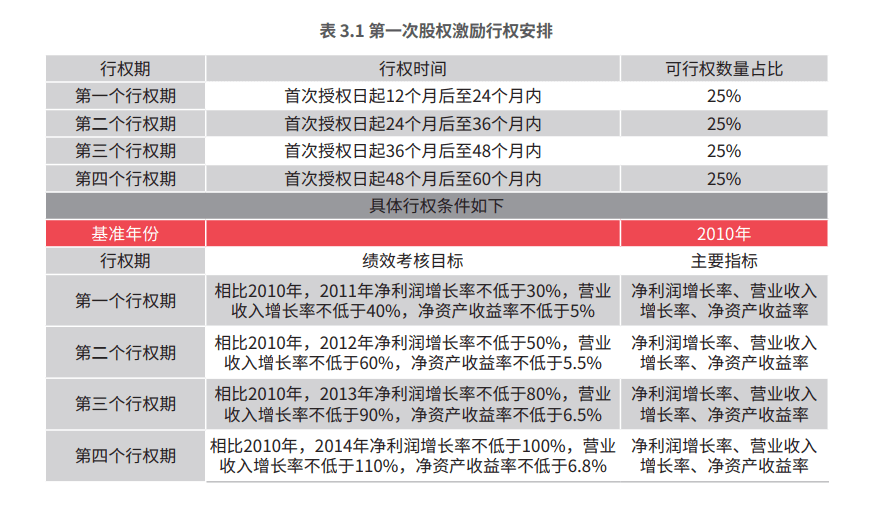 表 3.1 第一次股权激励行权安排
行权期 行权时间 可行权数量占比
第一个行权期 首次授权日起12个月后至24个月内 25%
第二个行权期 首次授权日起24个月后至36个月内 25%
第三个行权期 首次授权日起36个月后至48个月内 25%
第四个行权期 首次授权日起48个月后至60个月内 25%
具体行权条件如下
基准年份 2010年
行权期 绩效考核目标 主要指标
第一个行权期
相比2010年，2011年净利润增长率不低于30%，营业
收入增长率不低于40%，净资产收益率不低于5%
净利润增长率、营业收入
增长率、净资产收益率
第二个行权期
相比2010年，2012年净利润增长率不低于50%，营业
收入增长率不低于60%，净资产收益率不低于5.5%
净利润增长率、营业收入
增长率、净资产收益率
第三个行权期
相比2010年，2013年净利润增长率不低于80%，营业
收入增长率不低于90%，净资产收益率不低于6.5%
净利润增长率、营业收入
增长率、净资产收益率
第四个行权期
相比2010年，2014年净利润增长率不低于100%，营业
收入增长率不低于110%，净资产收益率不低于6.8%
净利润增长率、营业收入
增长率、净资产收益率